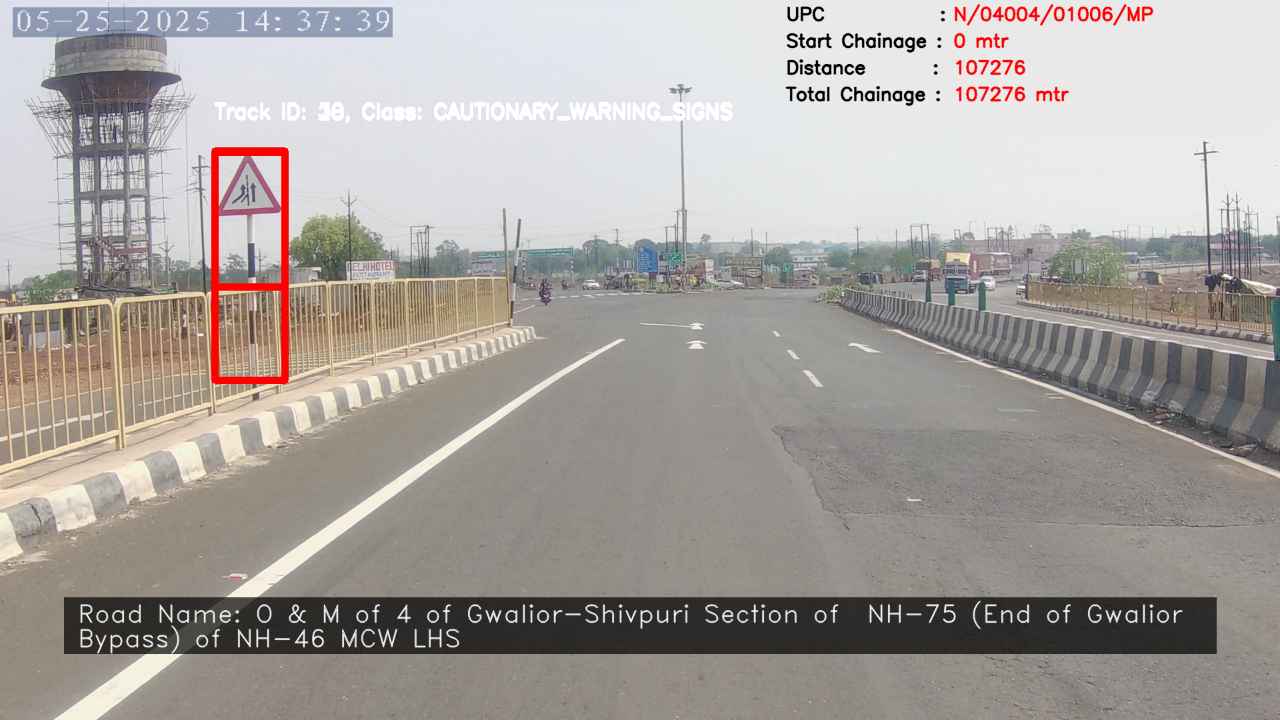 05-25-2025 14:37:39
UPC : N/04004/01006/MP
Start Chainage : 0 mtr
Distance : 107276
Total Chainage : 107276 mtr
Track ID: , Class: CAUTIONARY_WARNING_SIGNS
HOTEL
RESTAURANT
Road Name: O & M of 4 of Gwalior-Shivpuri Section of NH-75 (End of Gwalior
Bypass) of NH-46 MCW LHS